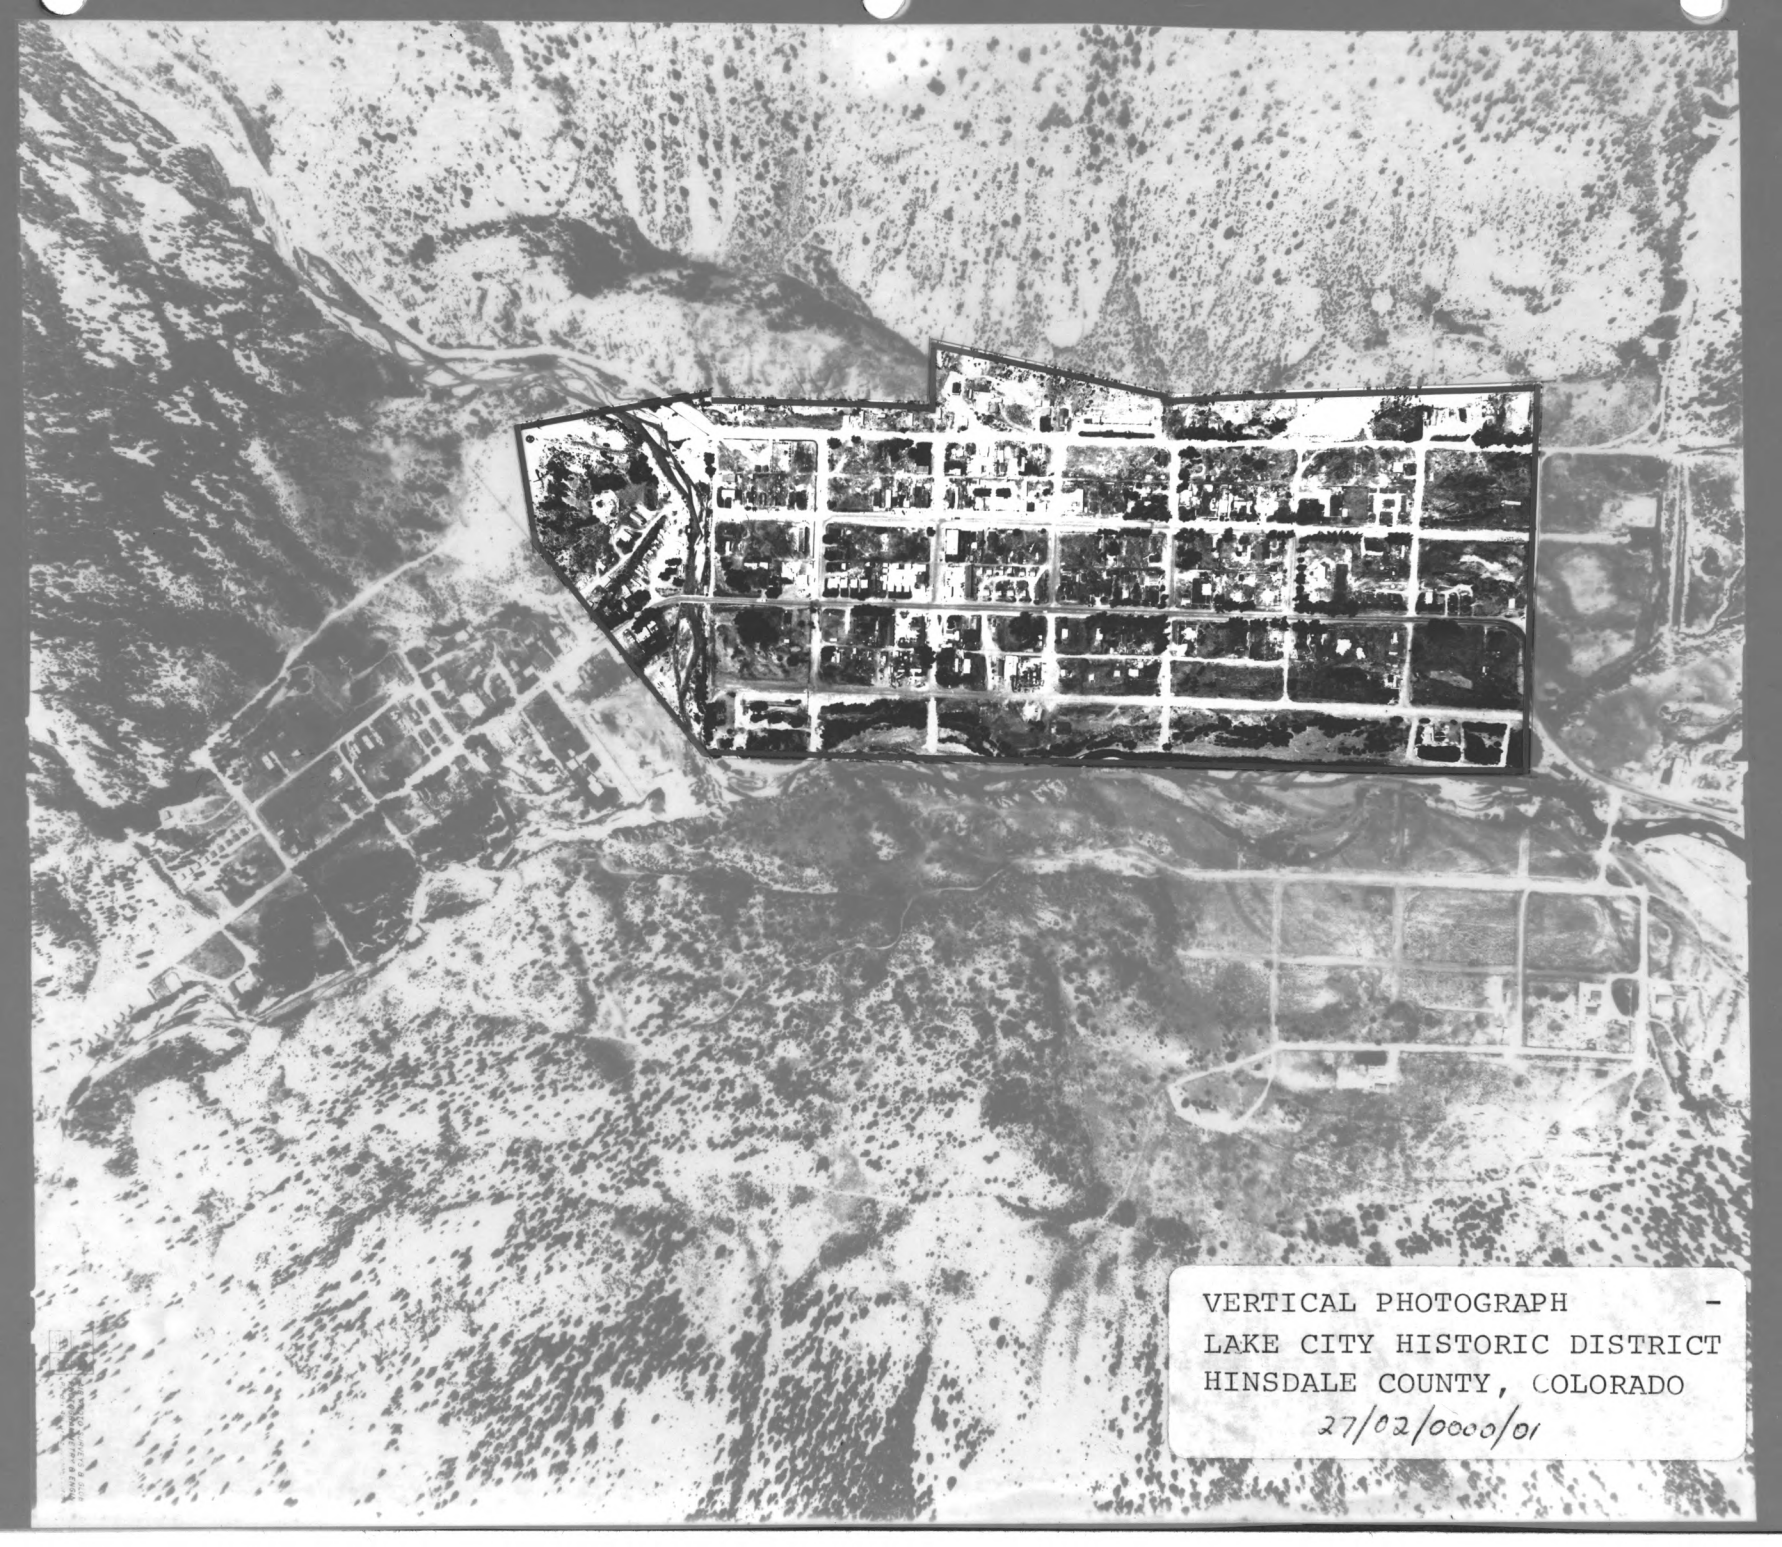 VERTICAL PHOTOGRAPH -
LAKE CITY HISTORIC DISTRICT
HINSDALE COUNTY, COLORADO
27/02/0000/01